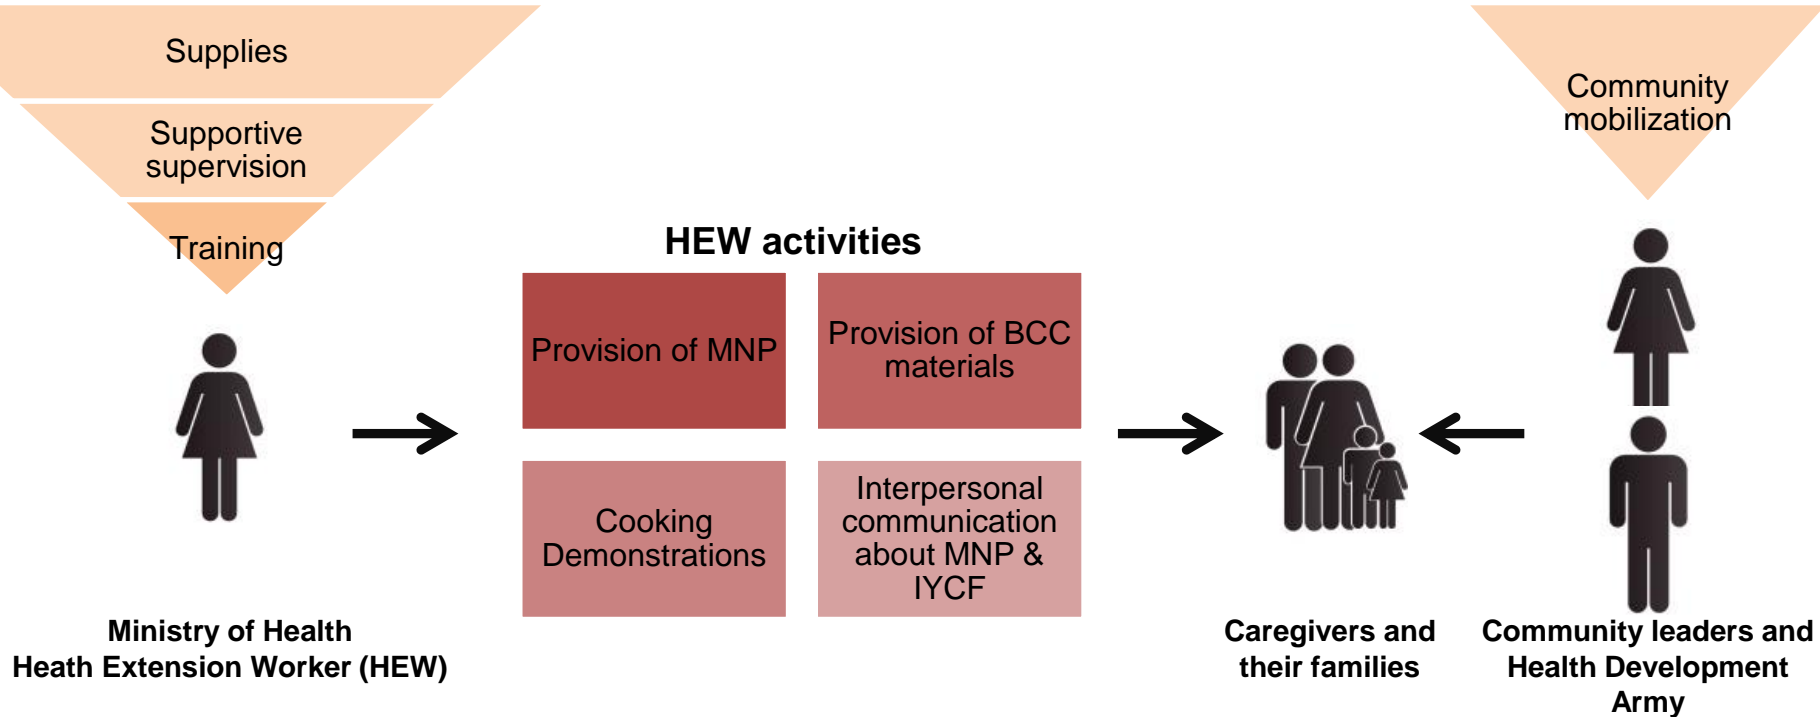 Supplies
Supportive
supervision
Training
Ministry of Health
Heath Extension Worker (HEW)
HEW activities
Provision of MNP
Provision of BCC
materials
Cooking
Demonstrations
Interpersonal
communication
about MNP &
IYCF
Caregivers and
their families
Community
mobilization
Community leaders and
Health Development
Army